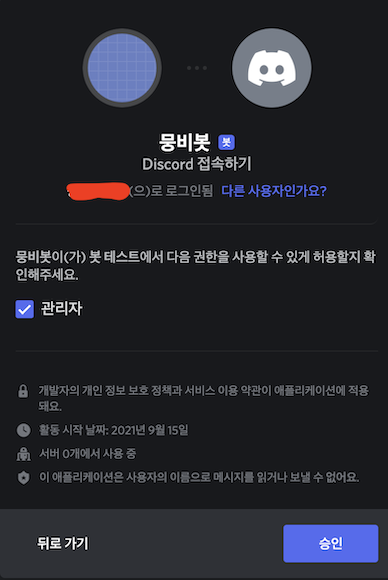 뭉비봇 봇
Discord 접속하기
(으)로 로그인됨 다른 사용자인가요?
뭉비봇이(가) 봇 테스트에서 다음 권한을 사용할 수 있게 허용할지 확
인해주세요.
관리자
개발자의 개인 정보 보호 정책과 서비스 이용 약관이 애플리케이션에 적용
돼요.
활동 시작 날짜: 2021년 9월 15일
서버 0개에서 사용 중
이 애플리케이션은 사용자의 이름으로 메시지를 읽거나 보낼 수 없어요.
뒤로 가기
승인